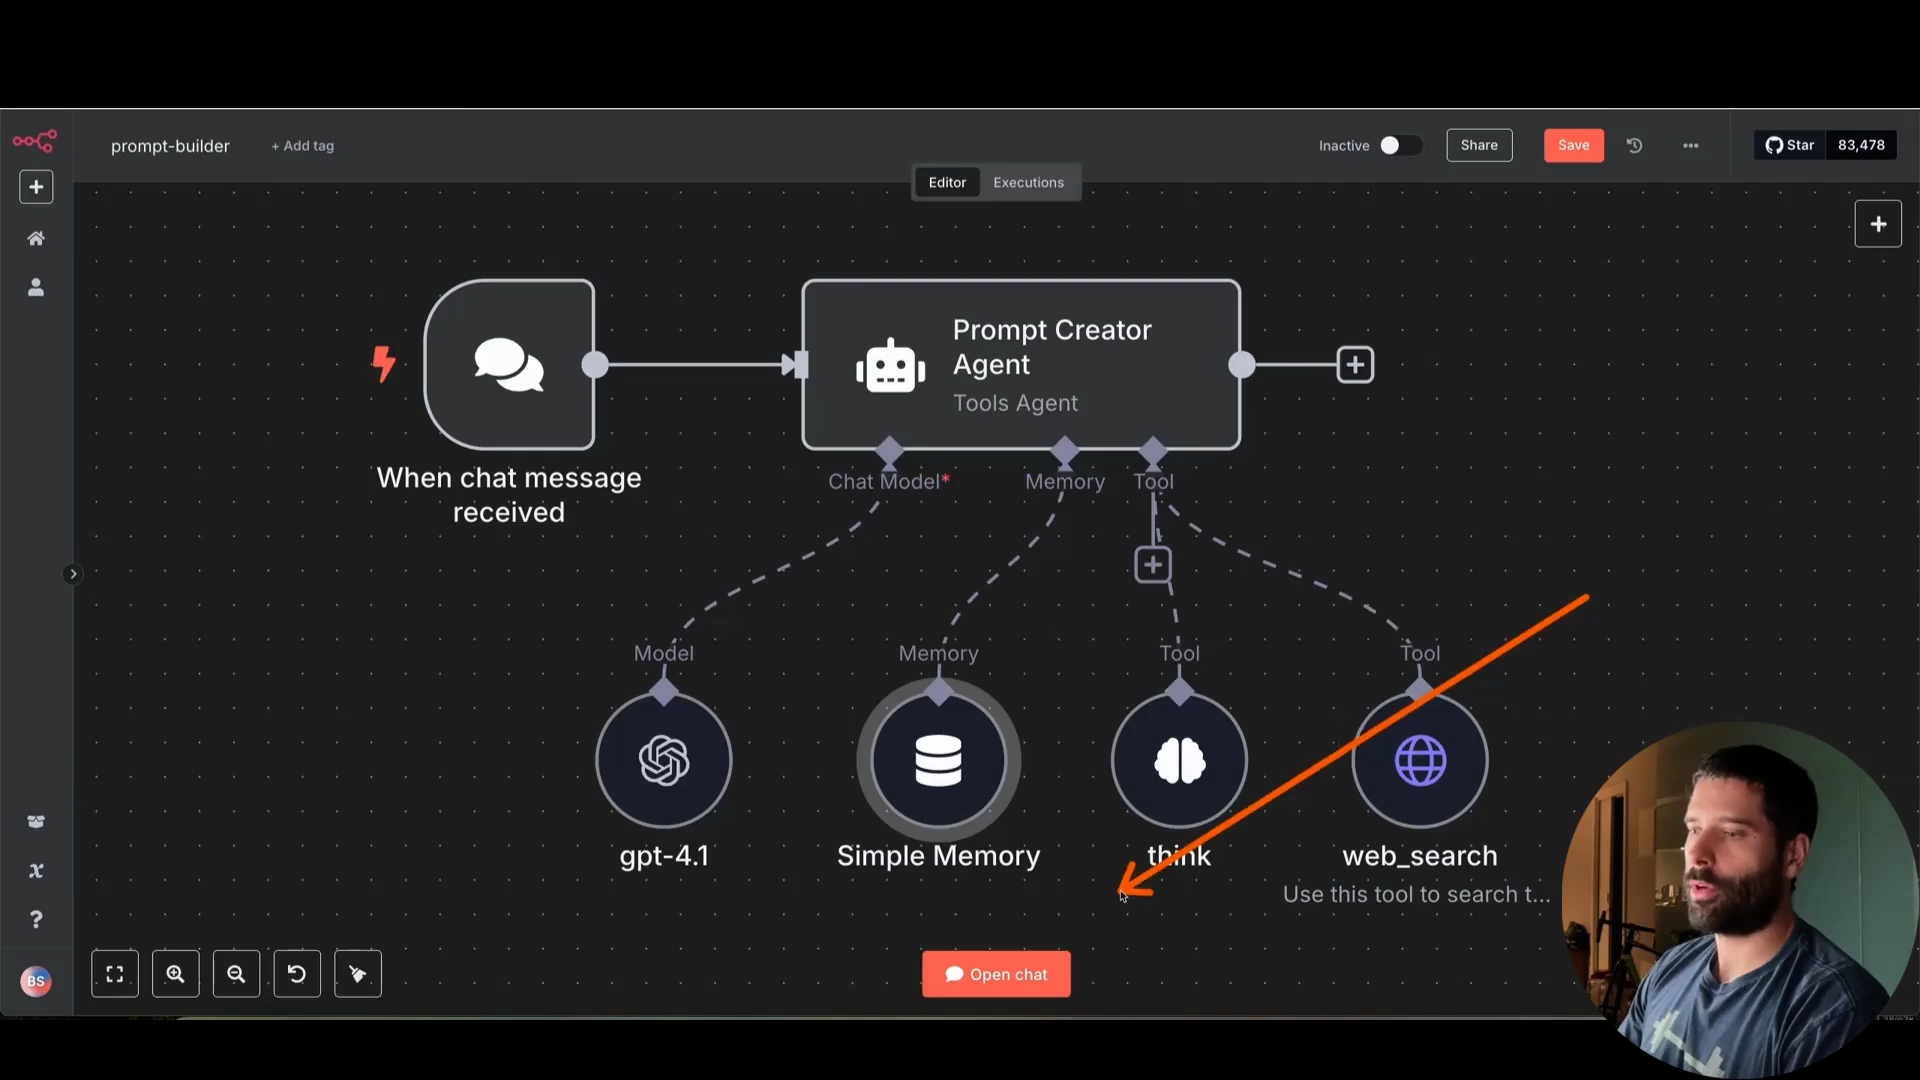 prompt-builder
+ Add tag
Inactive
Share
Save
Star
83,478
Editor
Executions
Prompt Creator
Agent
Tools Agent
When chat message
received
Chat Model*
Memory
Tool
Model
Memory
Tool
Tool
gpt-4.1
Simple Memory
think
web_search
Use this tool to search t...
BS
Open chat